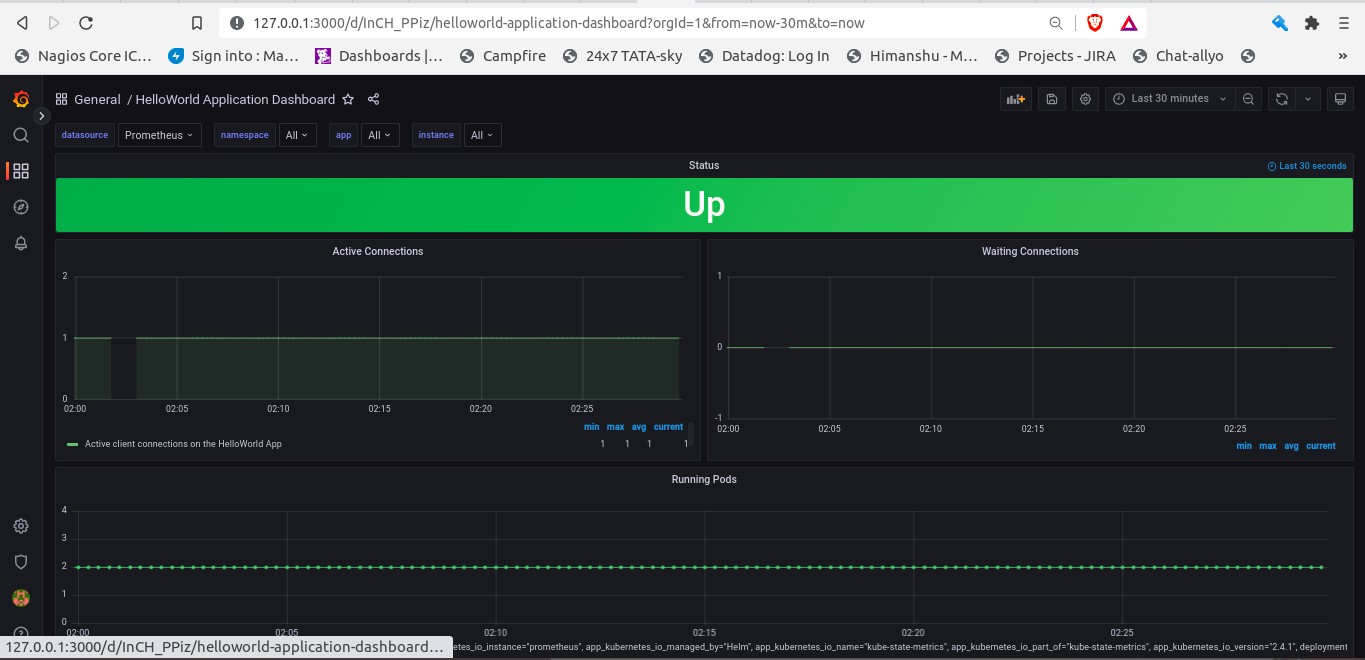 127.0.0.1:3000/d/InCH_PPiz/helloworld-application-dashboard?orgId=1&from=now-30m&to=now
Nagios Core IC... Sign into : Ma... Dashboards |... Campfire 24x7 TATA-sky Datadog: Log In Himanshu - M... Projects - JIRA Chat-allyo »
General / HelloWorld Application Dashboard Last 30 minutes
datasource Prometheus namespace All app All instance All
Status Last 30 seconds
Up
Active Connections
2
1
0
02:00 02:05 02:10 02:15 02:20 02:25
min max avg current
Active client connections on the HelloWorld App 1 1 1 1
Waiting Connections
1
0
-1
02:00 02:05 02:10 02:15 02:20 02:25
min max avg current
Running Pods
4
3
2
1
0
02:00 02:05 02:10 02:15 02:20 02:25
127.0.0.1:3000/d/InCH_PPiz/helloworld-application-dashboard... etes_io_instance="prometheus", app_kubernetes_io_managed_by="Helm", app_kubernetes_io_name="kube-state-metrics", app_kubernetes_io_part_of="kube-state-metrics", app_kubernetes_io_version="2.4.1", deployment